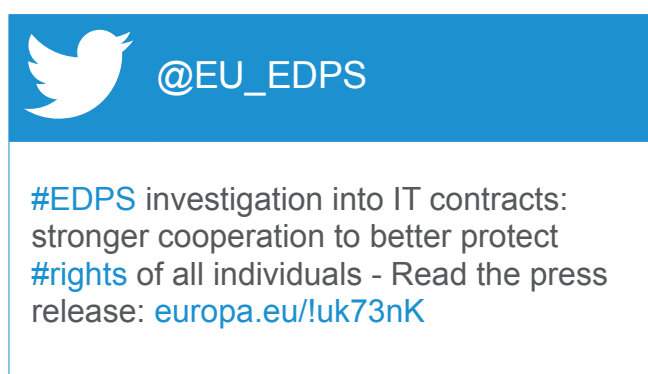 @EU_EDPS
#EDPS investigation into IT contracts:
stronger cooperation to better protect
#rights of all individuals - Read the press
release: europa.eu/!uk73nK